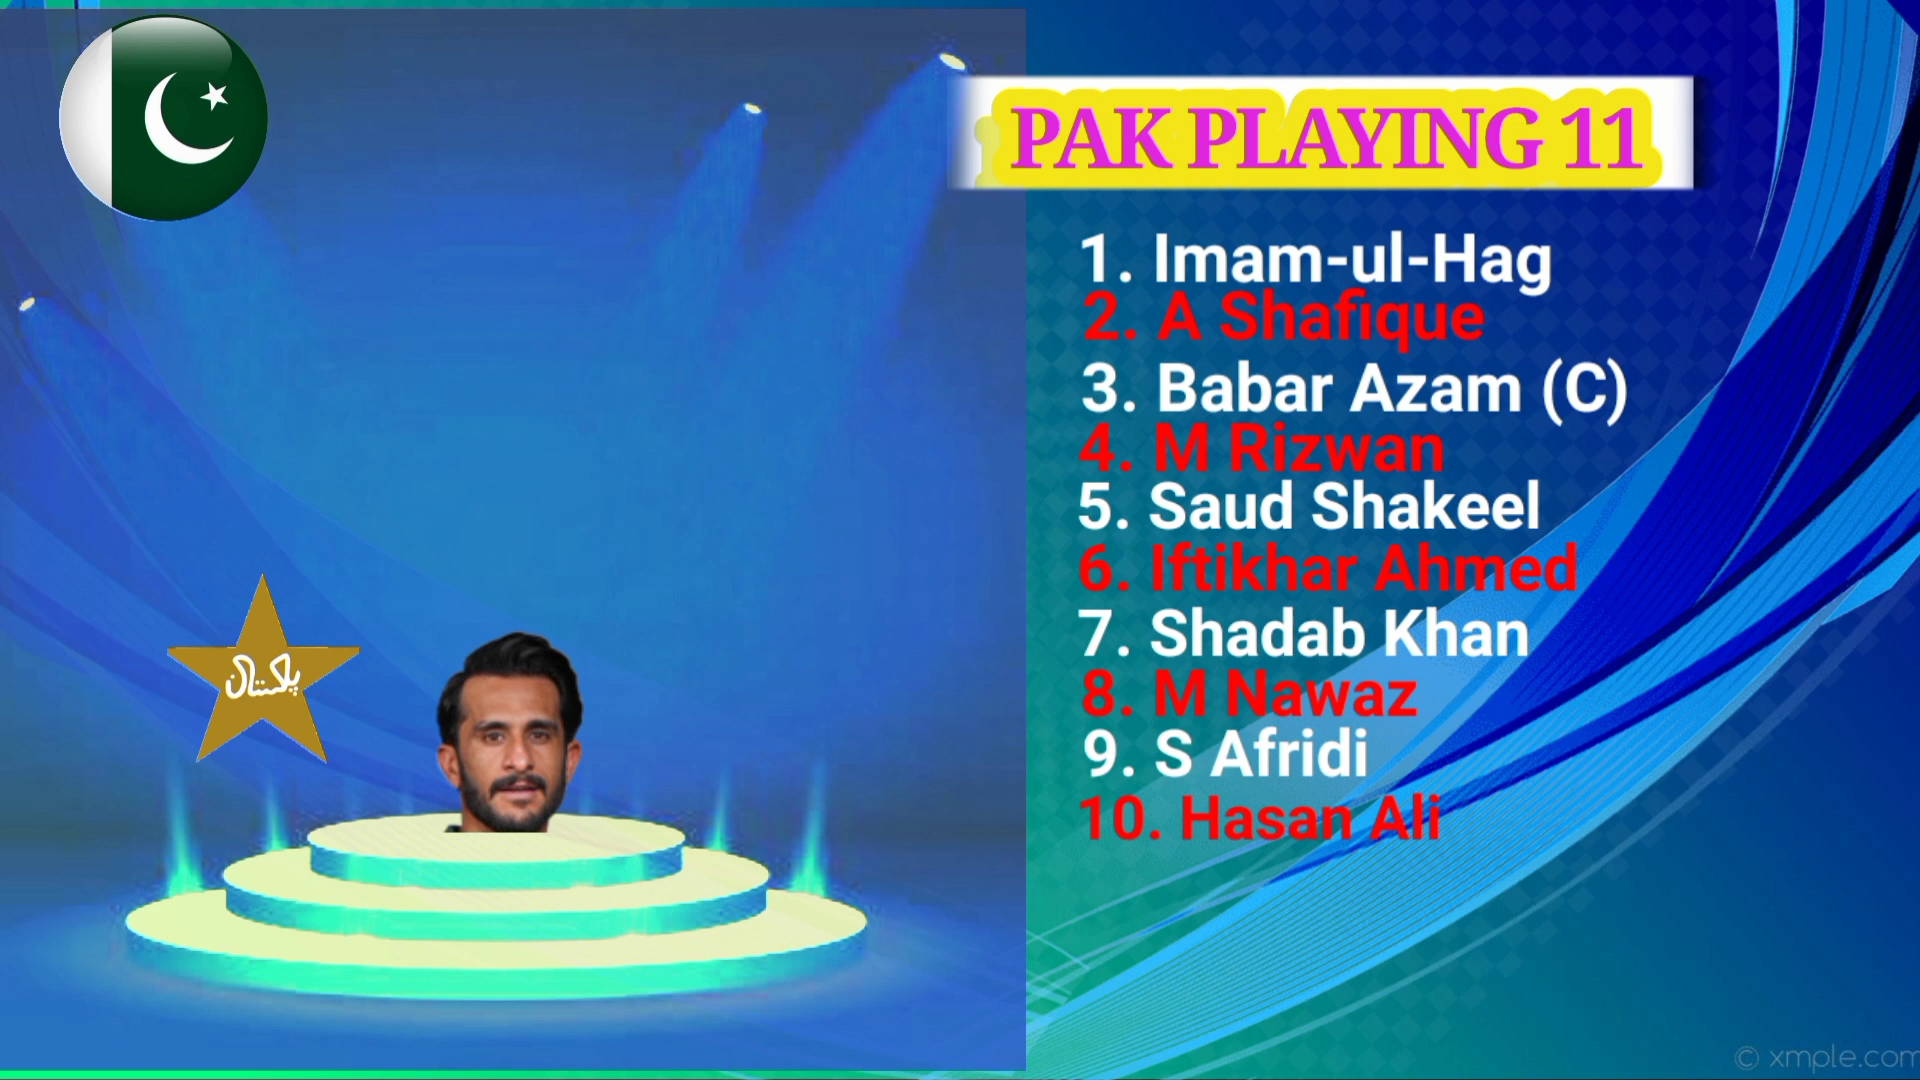 PAK PLAYING 11
1. Imam-ul-Hag
2. A Shafique
3. Babar Azam (C)
4. M Rizwan
5. Saud Shakeel
6. Iftikhar Ahmed
7. Shadab Khan
پاکستان
8. M Nawaz
9. S Afridi
10. Hasan Ali
© xmple.com